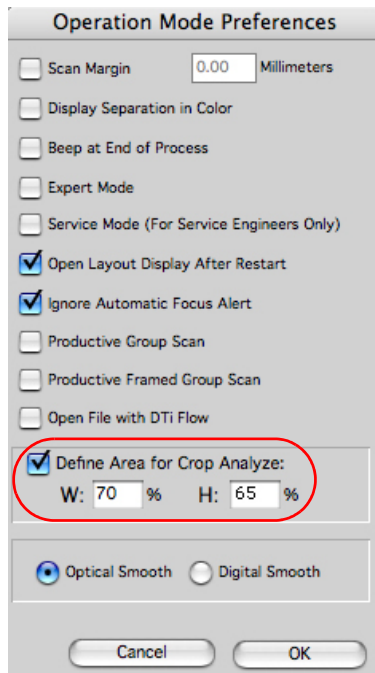 Operation Mode Preferences
Scan Margin 0.00 Millimeters
Display Separation in Color
Beep at End of Process
Expert Mode
Service Mode (For Service Engineers Only)
Open Layout Display After Restart
Ignore Automatic Focus Alert
Productive Group Scan
Productive Framed Group Scan
Open File with DTi Flow
Define Area for Crop Analyze:
W: 70 % H: 65 %
Optical Smooth Digital Smooth
Cancel OK